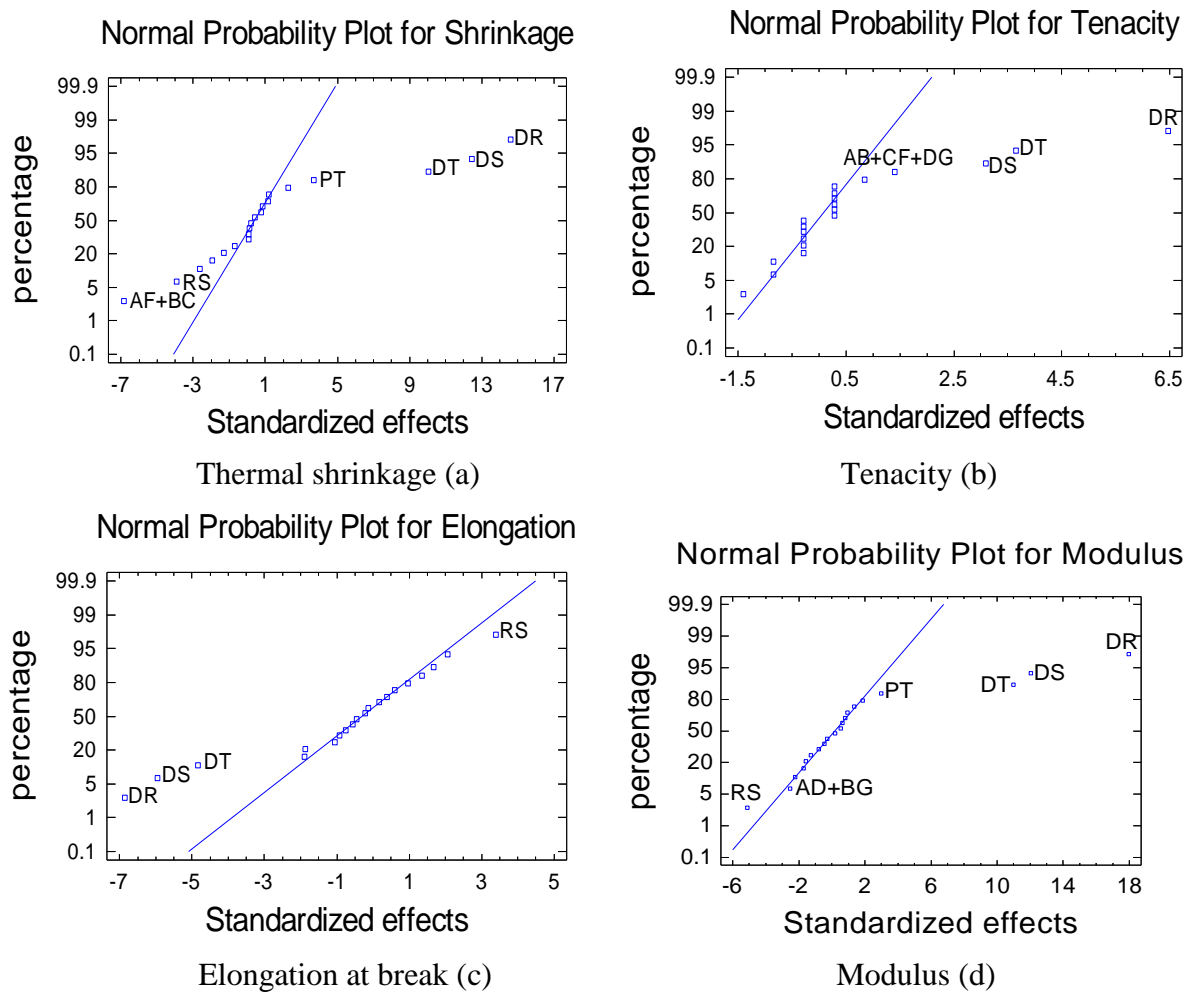 Normal Probability Plot for Shrinkage
percentage
99.9
99
95
80
50
20
5
1
0.1
DR
DS
DT
PT
RS
AF+BC
-7 -3 1 5 9 13 17
Standardized effects
Thermal shrinkage (a)
Normal Probability Plot for Tenacity
percentage
99.9
99
95
80
50
20
5
1
0.1
DR
DT
AB+CF+DG
DS
-1.5 0.5 2.5 4.5 6.5
Standardized effects
Tenacity (b)
Normal Probability Plot for Elongation
percentage
99.9
99
95
80
50
20
5
1
0.1
RS
DT
DS
DR
-7 -5 -3 -1 1 3 5
Standardized effects
Elongation at break (c)
Normal Probability Plot for Modulus
percentage
99.9
99
95
80
50
20
5
1
0.1
DR
DS
DT
PT
AD+BG
RS
-6 -2 2 6 10 14 18
Standardized effects
Modulus (d)